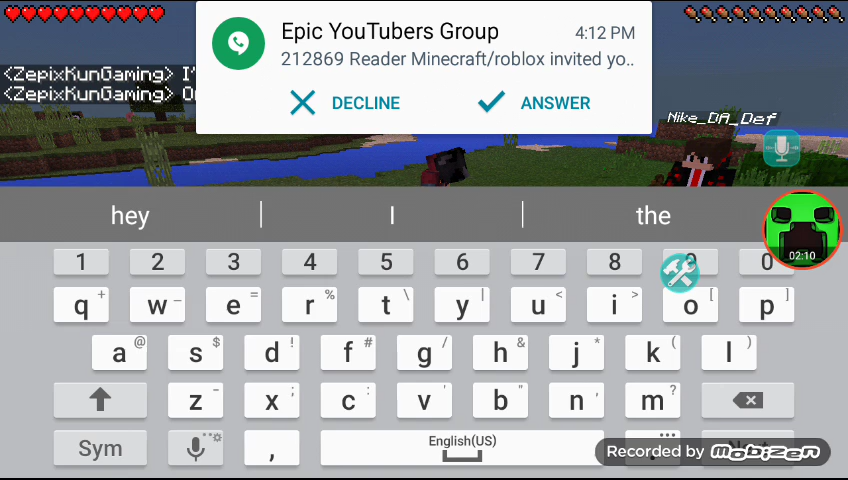 Epic YouTubers Group 4:12 PM
212869 Reader Minecraft/roblox invited yo..
DECLINE ANSWER
<ZepixKunGaming> I'
<ZepixKunGaming>
Nike_DA_Def
hey I the
02:10
1 2 3 4 5 6 7 8 9 0
q + w _ e = r % t \ y | u < i > o [ p ]
a @ s $ d ! f # g / h & j * k ( l )
z - x ; c : v ' b " n , m ?
Sym , English(US) .
Recorded by mobizen